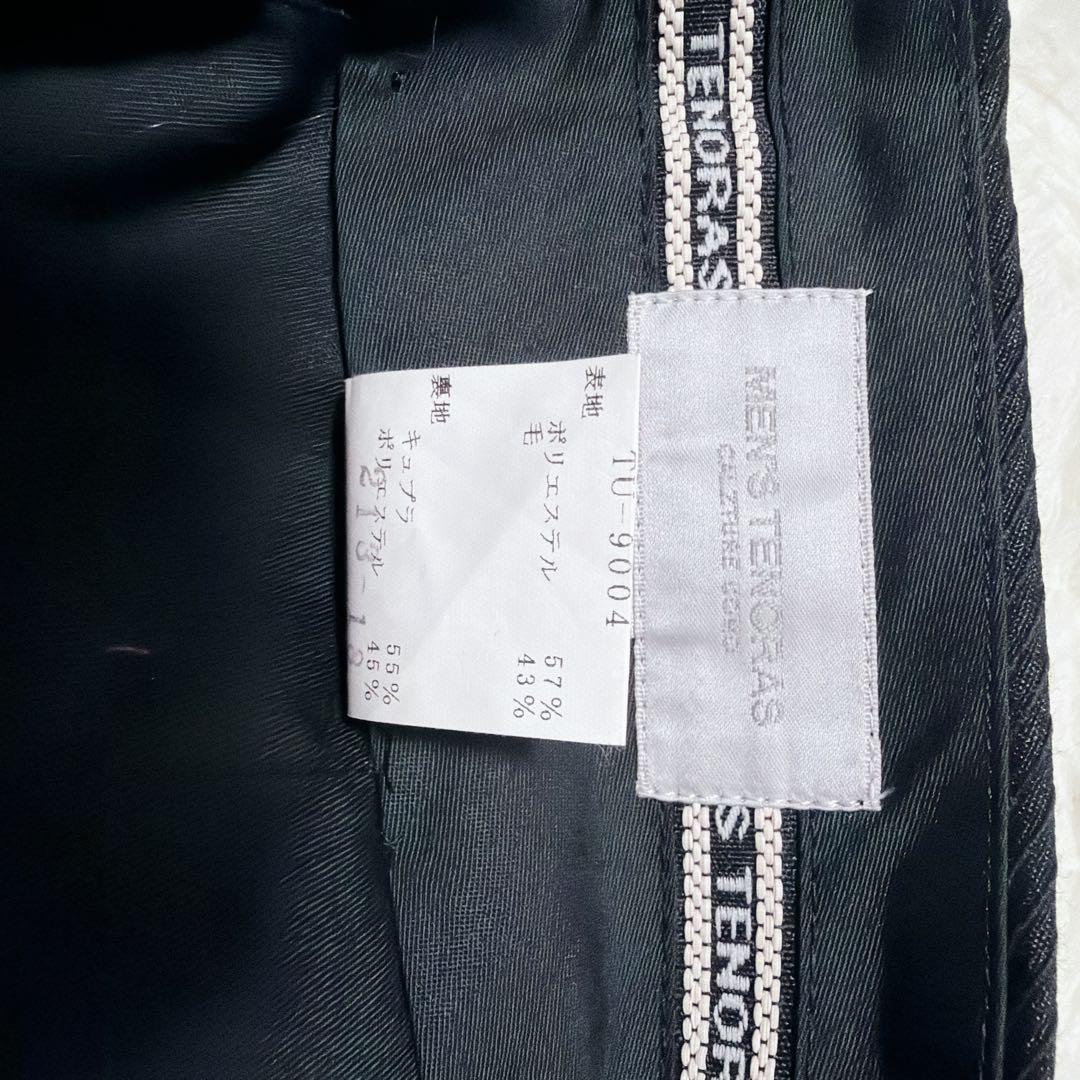 TENORAS
MEN'S TENORAS
S TENOR
TU-9004
表地
ポリエステル 57%
毛 43%
裏地
キュプラ 55%
ポリエステル 45%